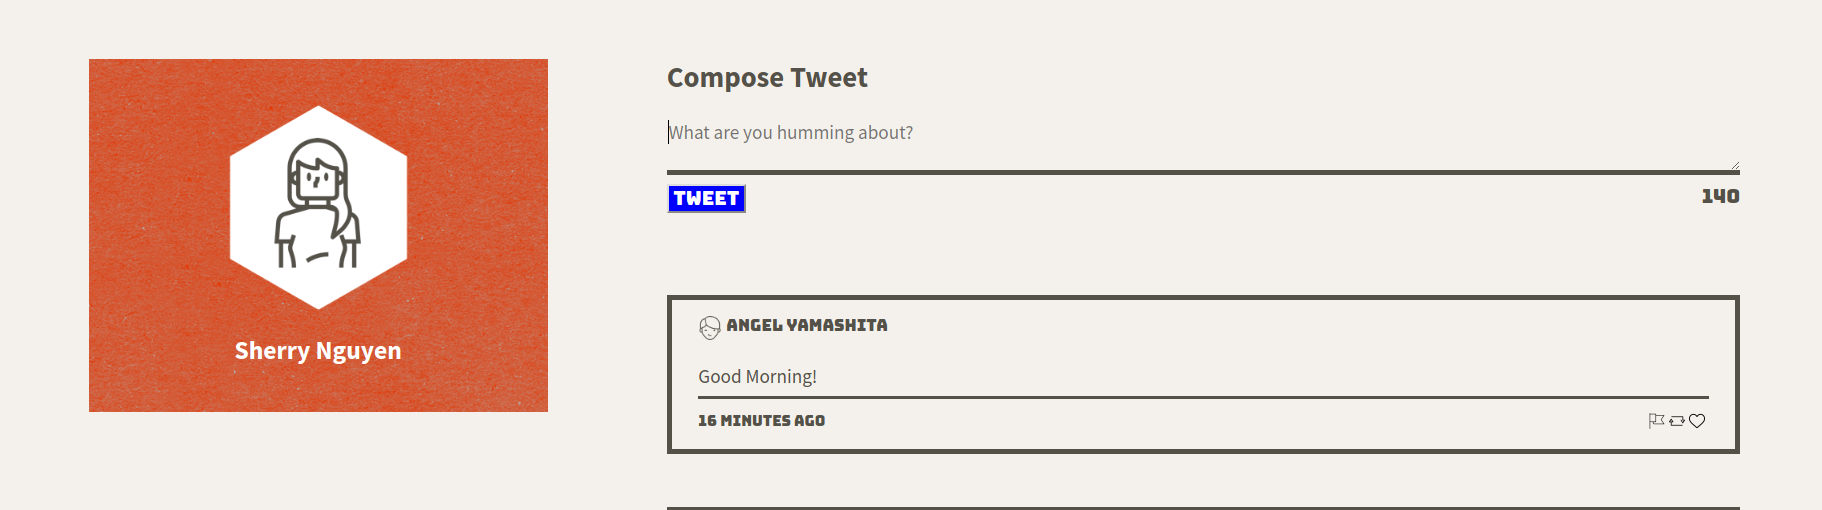 Sherry Nguyen
Compose Tweet
What are you humming about?
TWEET
140
ANGEL YAMASHITA
Good Morning!
16 MINUTES AGO